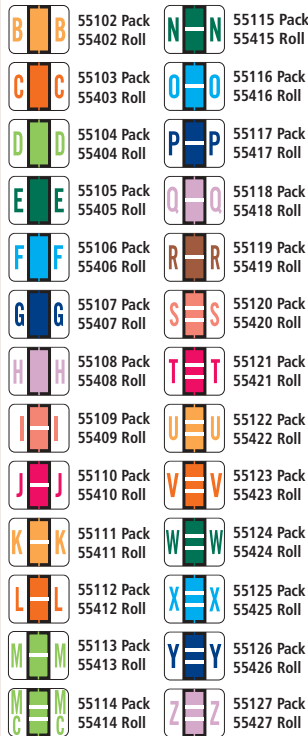 B B 55102 Pack
55402 Roll
C C 55103 Pack
55403 Roll
D D 55104 Pack
55404 Roll
E E 55105 Pack
55405 Roll
F F 55106 Pack
55406 Roll
G G 55107 Pack
55407 Roll
H H 55108 Pack
55408 Roll
I I 55109 Pack
55409 Roll
J J 55110 Pack
55410 Roll
K K 55111 Pack
55411 Roll
L L 55112 Pack
55412 Roll
M M 55113 Pack
55413 Roll
MC MC 55114 Pack
55414 Roll
N N 55115 Pack
55415 Roll
O O 55116 Pack
55416 Roll
P P 55117 Pack
55417 Roll
Q Q 55118 Pack
55418 Roll
R R 55119 Pack
55419 Roll
S S 55120 Pack
55420 Roll
T T 55121 Pack
55421 Roll
U U 55122 Pack
55422 Roll
V V 55123 Pack
55423 Roll
W W 55124 Pack
55424 Roll
X X 55125 Pack
55425 Roll
Y Y 55126 Pack
55426 Roll
Z Z 55127 Pack
55427 Roll